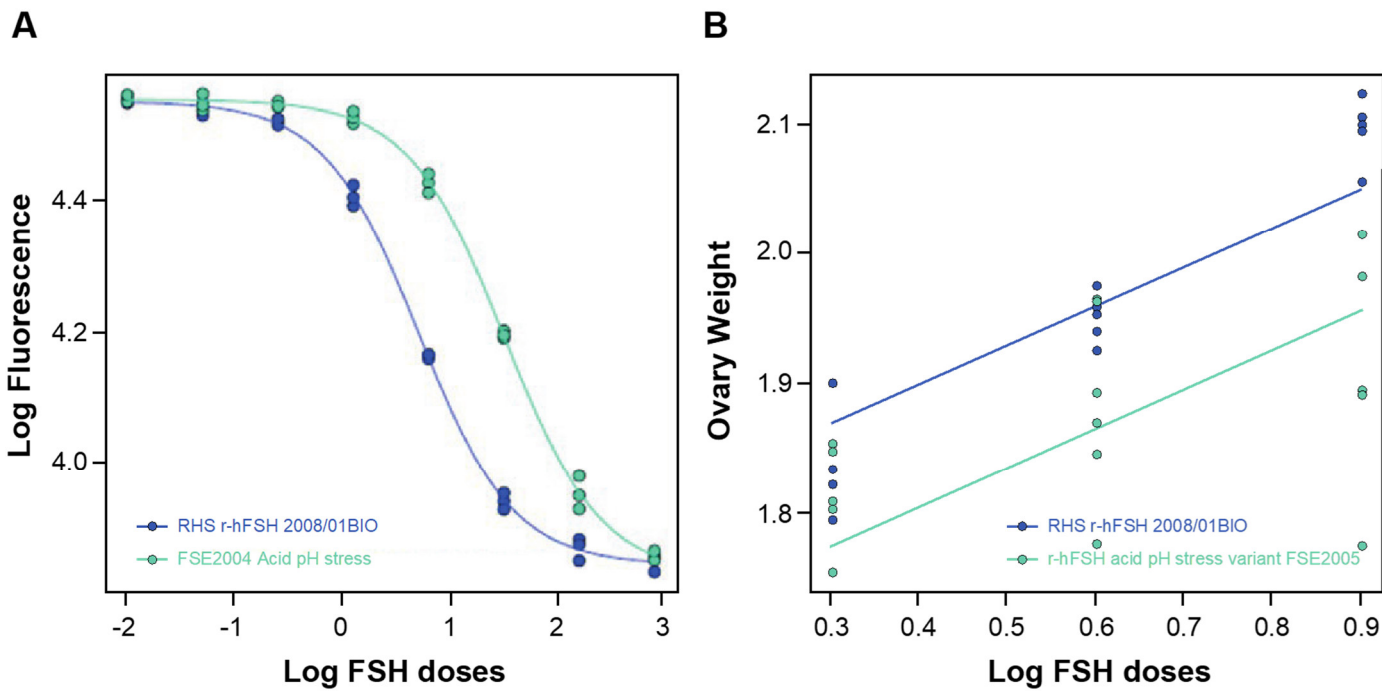 A
Log Fluorescence
4.4
4.2
4.0
RHS r-hFSH 2008/01BIO
FSE2004 Acid pH stress
-2 -1 0 1 2 3
Log FSH doses
B
Ovary Weight
2.1
2.0
1.9
1.8
RHS r-hFSH 2008/01BIO
r-hFSH acid pH stress variant FSE2005
0.3 0.4 0.5 0.6 0.7 0.8 0.9
Log FSH doses